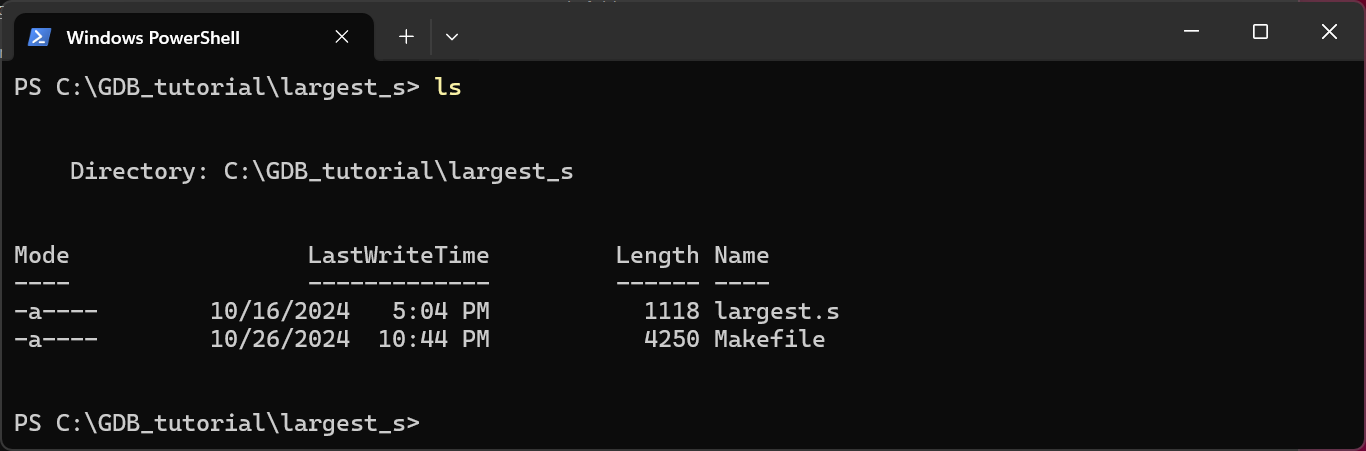 Windows PowerShell
PS C:\GDB_tutorial\largest_s> ls
Directory: C:\GDB_tutorial\largest_s
Mode                 LastWriteTime         Length Name
----                 -------------         ------ ----
-a----        10/16/2024   5:04 PM           1118 largest.s
-a----        10/26/2024  10:44 PM           4250 Makefile
PS C:\GDB_tutorial\largest_s>